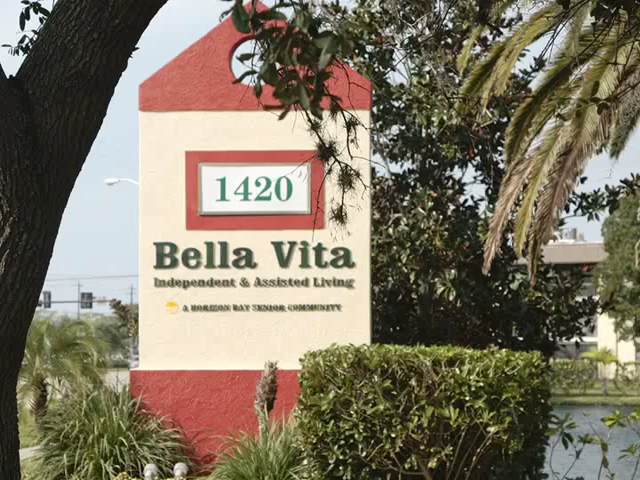 1420
Bella Vita
Independent & Assisted Living
A HORIZON BAY SENIOR COMMUNITY